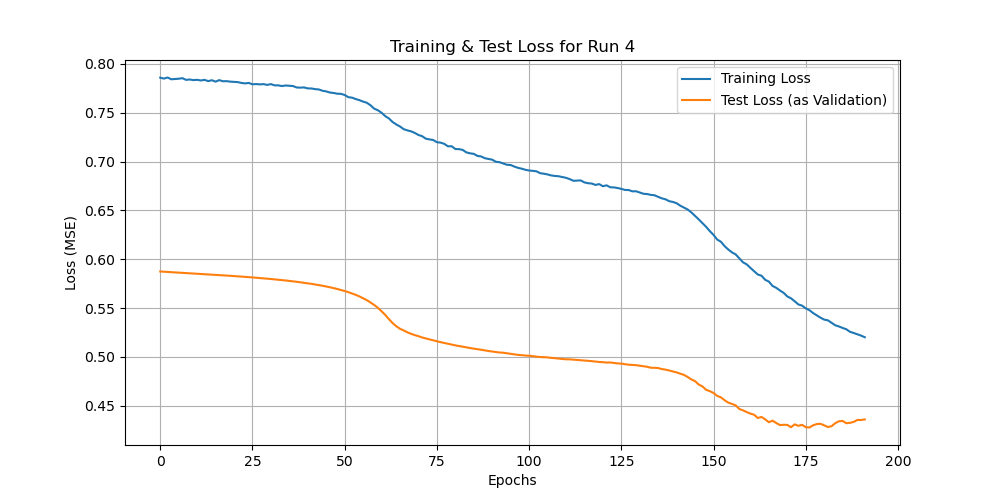 Training & Test Loss for Run 4
Training Loss
Test Loss (as Validation)
Loss (MSE)
0.80
0.75
0.70
0.65
0.60
0.55
0.50
0.45
0 25 50 75 100 125 150 175 200
Epochs